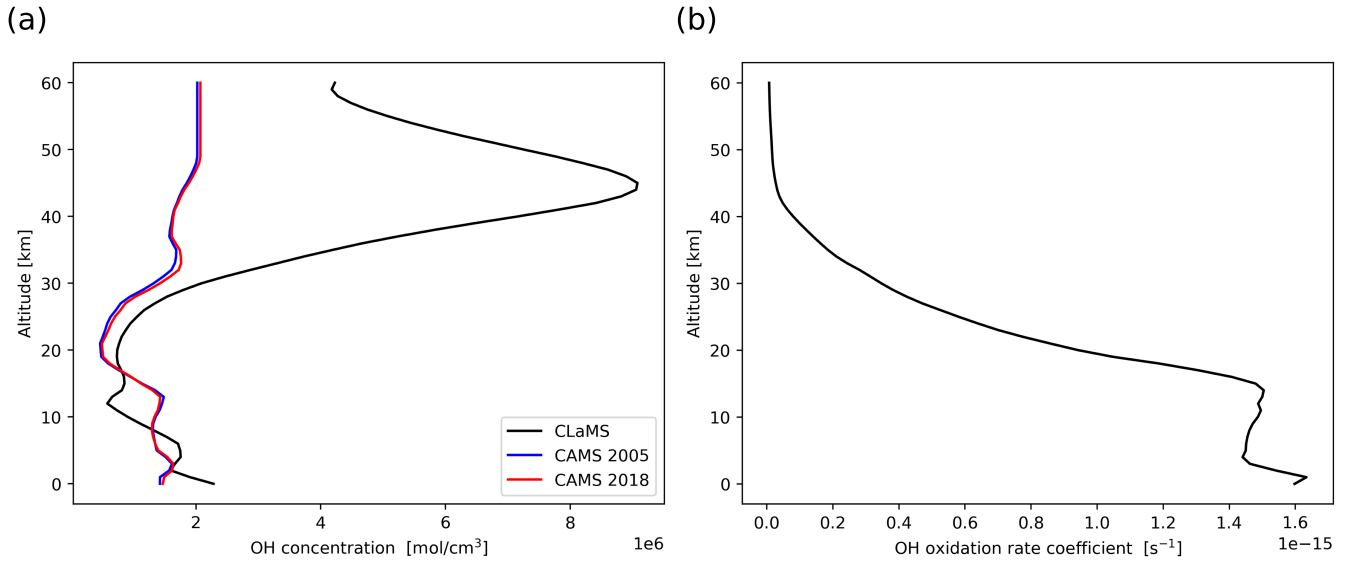 (a)
60
50
40
30
20
10
0
Altitude [km]
2 4 6 8
OH concentration [mol/cm³]
1e6
CLaMS
CAMS 2005
CAMS 2018
(b)
60
50
40
30
20
10
0
Altitude [km]
0.0 0.2 0.4 0.6 0.8 1.0 1.2 1.4 1.6
OH oxidation rate coefficient [s⁻¹]
1e−15